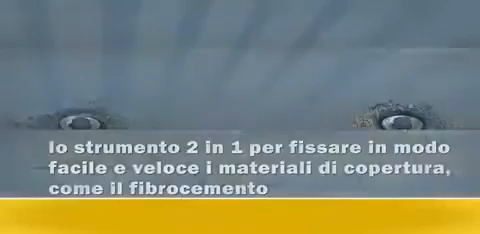 lo strumento 2 in 1 per fissare in modo
facile e veloce i materiali di copertura,
come il fibrocemento